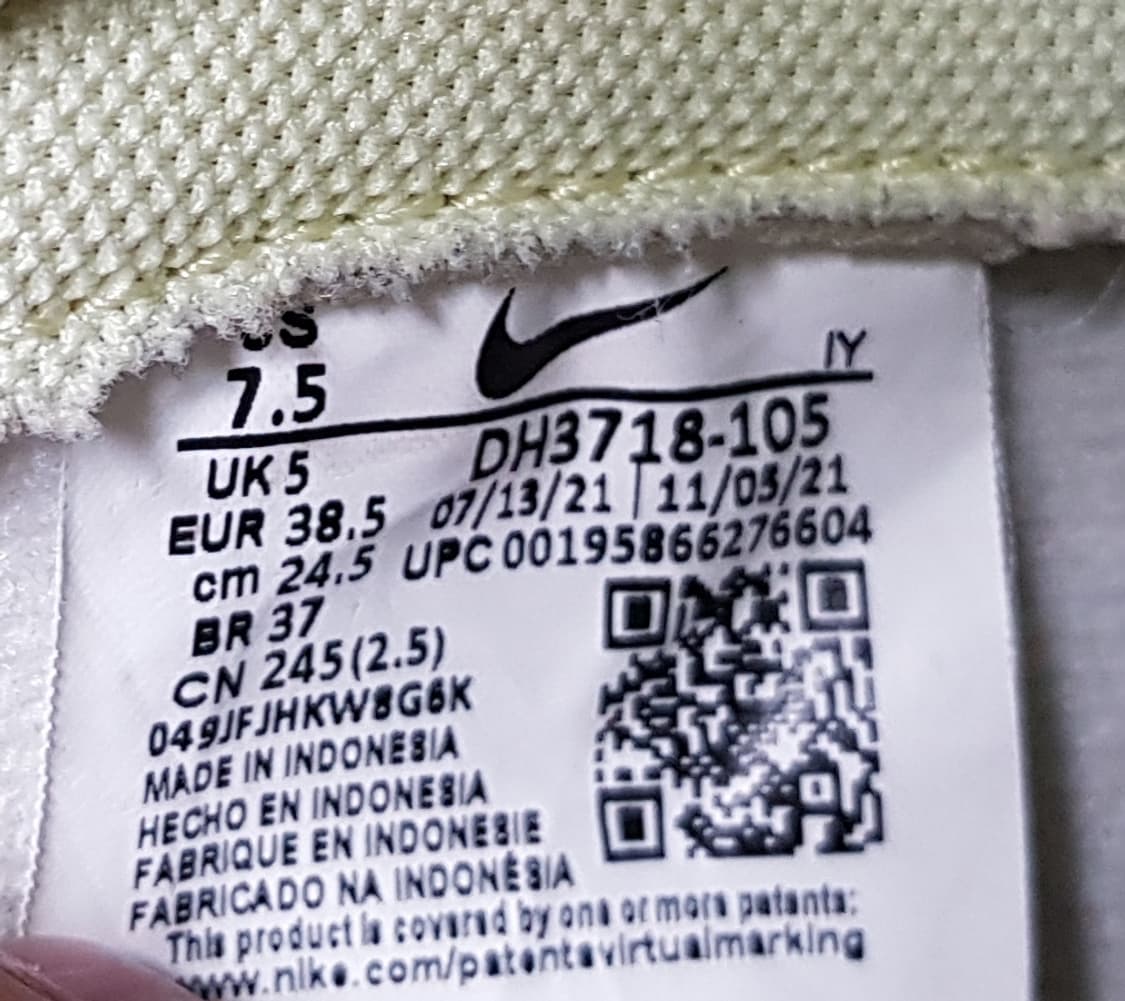 US
7.5
IY
DH3718-105
UK 5
07/13/21 | 11/05/21
EUR 38.5
UPC 00195866276604
cm 24.5
BR 37
CN 245(2.5)
049JFJHKW8G6K
MADE IN INDONESIA
HECHO EN INDONESIA
FABRIQUE EN INDONESIE
FABRICADO NA INDONÉSIA
This product is covered by one or more patents:
www.nike.com/patentsvirtualmarking